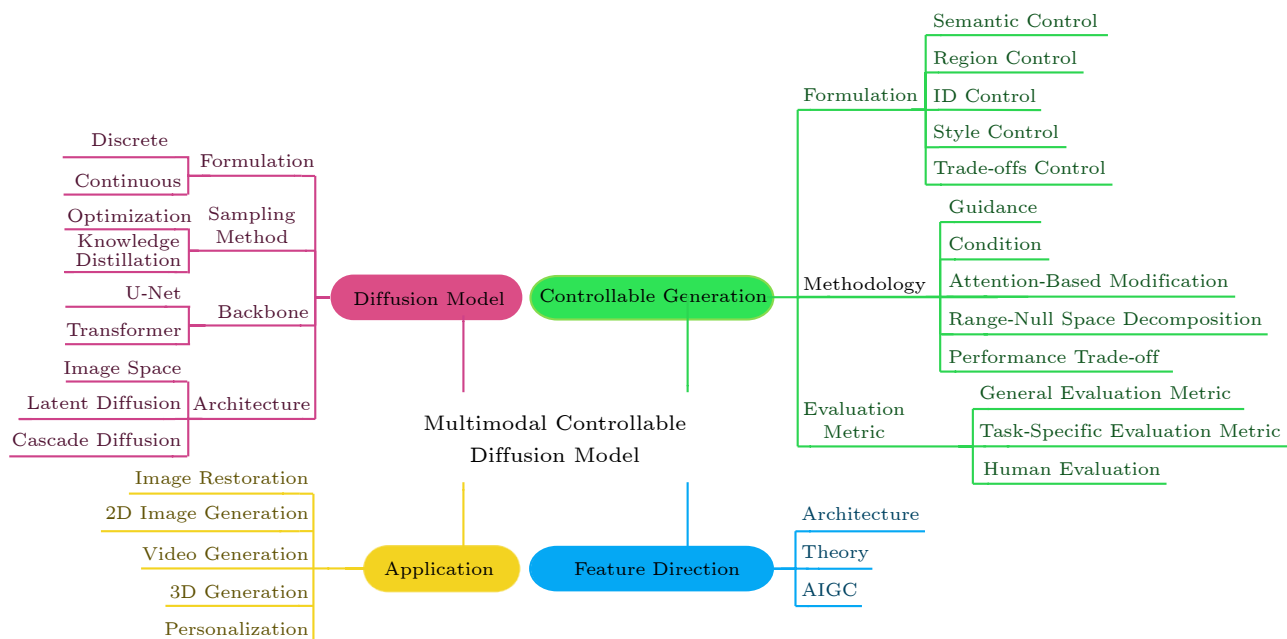 Semantic Control
Region Control
Formulation
ID Control
Style Control
Trade-offs Control
Discrete
Formulation
Continuous
Optimization
Sampling
Method
Knowledge
Distillation
U-Net
Backbone
Transformer
Image Space
Latent Diffusion
Architecture
Cascade Diffusion
Diffusion Model
Controllable Generation
Guidance
Condition
Methodology
Attention-Based Modification
Range-Null Space Decomposition
Performance Trade-off
General Evaluation Metric
Evaluation
Metric
Task-Specific Evaluation Metric
Human Evaluation
Multimodal Controllable
Diffusion Model
Image Restoration
2D Image Generation
Video Generation
3D Generation
Personalization
Application
Feature Direction
Architecture
Theory
AIGC